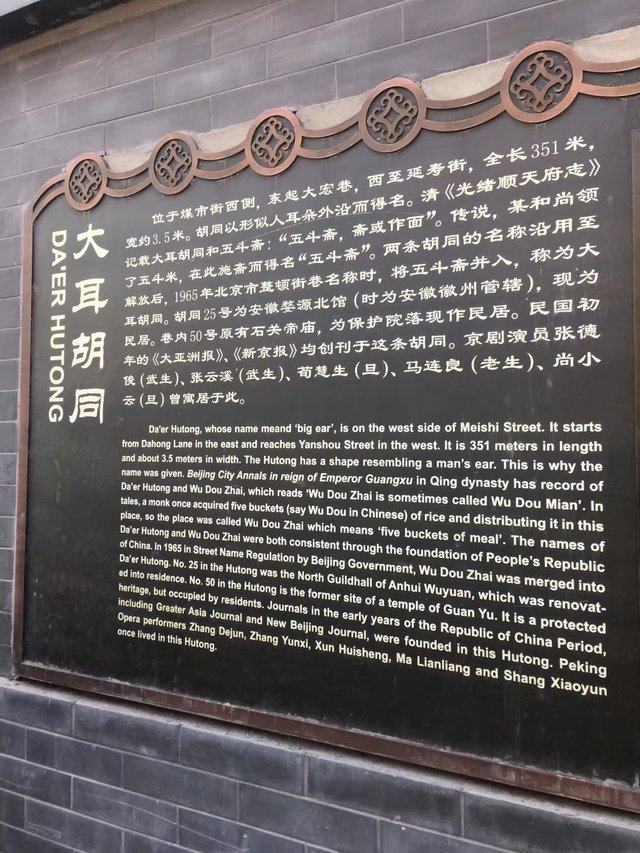 大耳胡同
DA'ER HUTONG
位于煤市街西侧，东起大宏巷，西至延寿街，全长351米，
宽约3.5米。胡同以形似人耳朵外沿而得名。清《光绪顺天府志》
记载大耳胡同和五斗斋：“五斗斋，斋或作面”。传说，某和尚领
了五斗米，在此施斋而得名“五斗斋”。两条胡同的名称沿用至
解放后，1965年北京市整顿街巷名称时，将五斗斋并入，称为大
耳胡同。胡同25号为安徽婺源北馆（时为安徽徽州管辖），现为
民居。巷内50号原有石关帝庙，为保护院落现作民居。民国初
年的《大亚洲报》、《新京报》均创刊于这条胡同。京剧演员张德
俊（武生）、张云溪（武生）、荀慧生（旦）、马连良（老生）、尚小
云（旦）曾寓居于此。
Da'er Hutong, whose name meand ‘big ear’, is on the west side of Meishi Street. It starts
from Dahong Lane in the east and reaches Yanshou Street in the west. It is 351 meters in length
and about 3.5 meters in width. The Hutong has a shape resembling a man's ear. This is why the
name was given. Beijing City Annals in reign of Emperor Guangxu in Qing dynasty has record of
Da'er Hutong and Wu Dou Zhai, which reads ‘Wu Dou Zhai is sometimes called Wu Dou Mian’. In
tales, a monk once acquired five buckets (say Wu Dou in Chinese) of rice and distributing it in this
place, so the place was called Wu Dou Zhai which means ‘five buckets of meal’. The names of
Da'er Hutong and Wu Dou Zhai were both consistent through the foundation of People's Republic
of China. In 1965 in Street Name Regulation by Beijing Government, Wu Dou Zhai was merged into
Da'er Hutong. No. 25 in the Hutong was the North Guildhall of Anhui Wuyuan, which was renovat-
ed into residence. No. 50 in the Hutong is the former site of a temple of Guan Yu. It is a protected
heritage, but occupied by residents. Journals in the early years of the Republic of China Period,
including Greater Asia Journal and New Beijing Journal, were founded in this Hutong. Peking
Opera performers Zhang Dejun, Zhang Yunxi, Xun Huisheng, Ma Lianliang and Shang Xiaoyun
once lived in this Hutong.